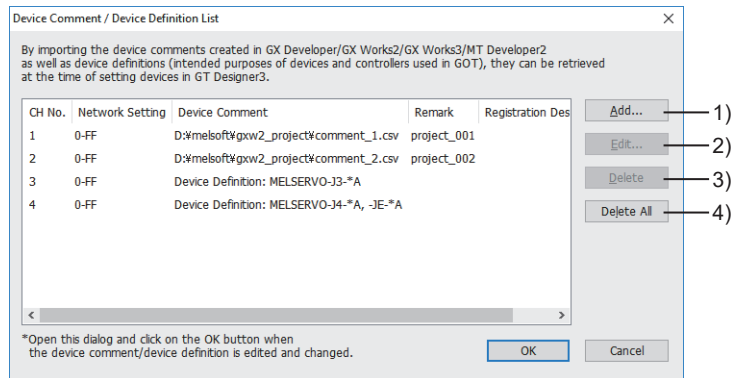 Device Comment / Device Definition List
By importing the device comments created in GX Developer/GX Works2/GX Works3/MT Developer2
as well as device definitions (intended purposes of devices and controllers used in GOT), they can be retrieved
at the time of setting devices in GT Designer3.
CH No. Network Setting Device Comment Remark Registration Des
1 0-FF D:¥melsoft¥gxw2_project¥comment_1.csv project_001
2 0-FF D:¥melsoft¥gxw2_project¥comment_2.csv project_002
3 0-FF Device Definition: MELSERVO-J3-*A
4 0-FF Device Definition: MELSERVO-J4-*A, -JE-*A
Add... 1)
Edit... 2)
Delete 3)
Delete All 4)
*Open this dialog and click on the OK button when
the device comment/device definition is edited and changed.
OK Cancel